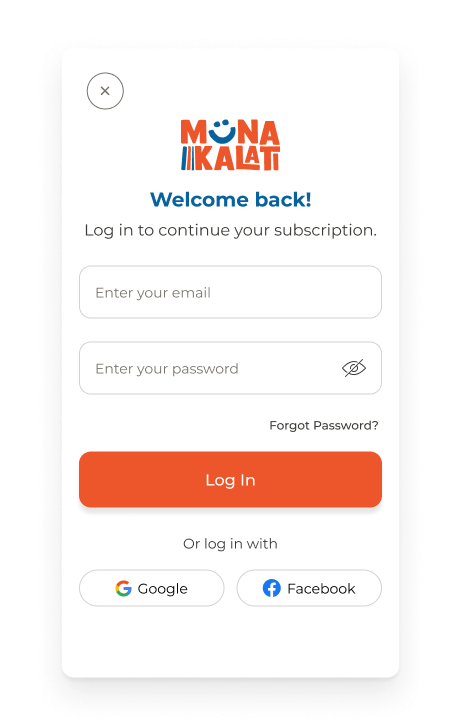 MÜNA
KALATI
Welcome back!
Log in to continue your subscription.
Enter your email
Enter your password
Forgot Password?
Log In
Or log in with
Google
Facebook